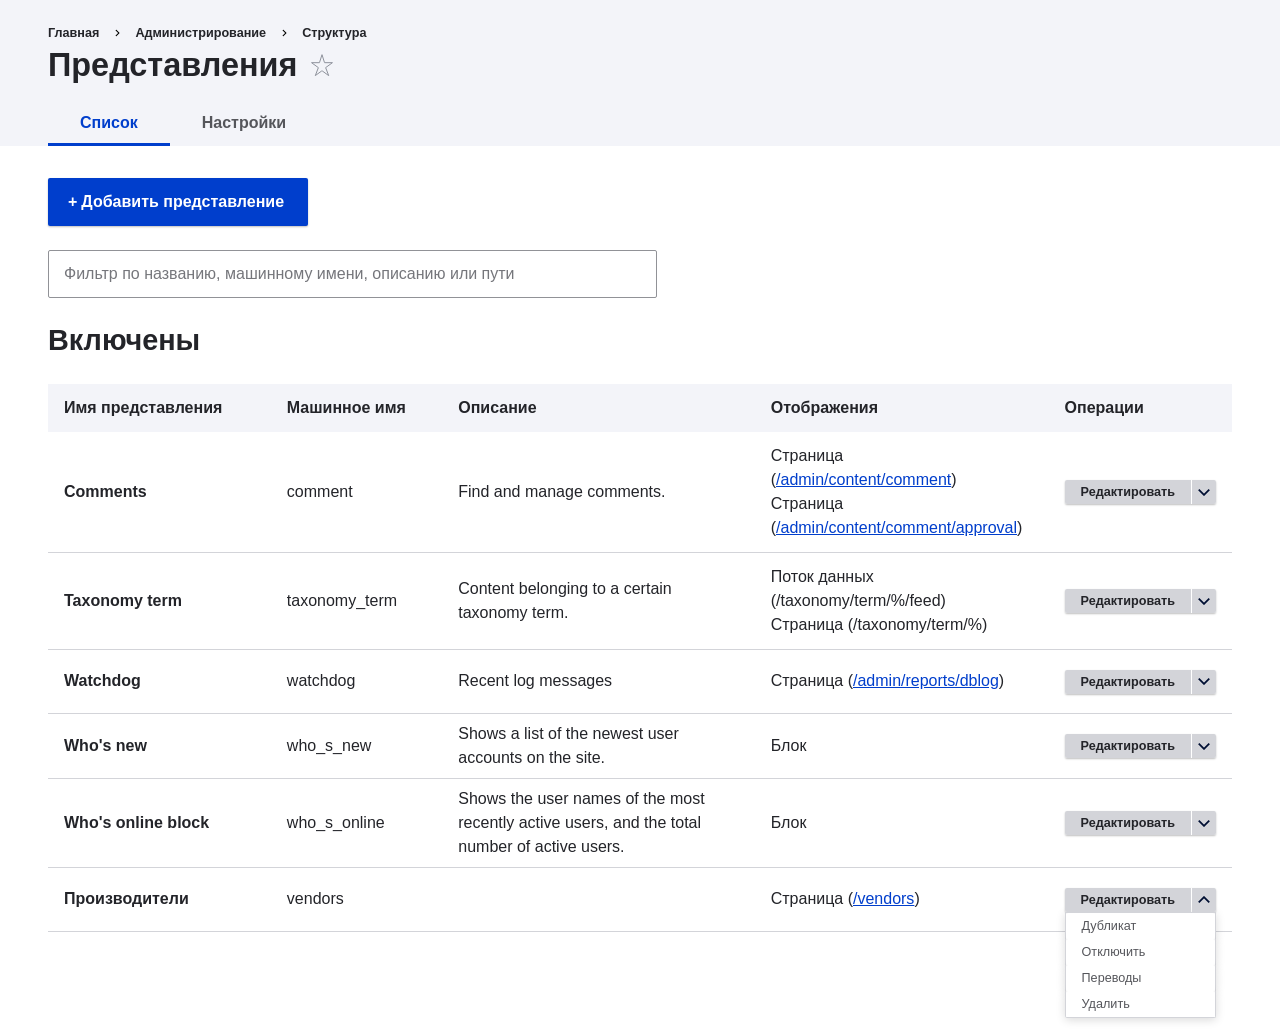 Главная › Администрирование › Структура
Представления ☆
Список Настройки
+ Добавить представление
Фильтр по названию, машинному имени, описанию или пути
Включены
Имя представления Машинное имя Описание Отображения Операции
Comments comment Find and manage comments. Страница
(/admin/content/comment)
Страница
(/admin/content/comment/approval) Редактировать
Taxonomy term taxonomy_term Content belonging to a certain
taxonomy term. Поток данных
(/taxonomy/term/%/feed)
Страница (/taxonomy/term/%) Редактировать
Watchdog watchdog Recent log messages Страница (/admin/reports/dblog) Редактировать
Who's new who_s_new Shows a list of the newest user
accounts on the site. Блок Редактировать
Who's online block who_s_online Shows the user names of the most
recently active users, and the total
number of active users. Блок Редактировать
Производители vendors Страница (/vendors) Редактировать
Дубликат
Отключить
Переводы
Удалить